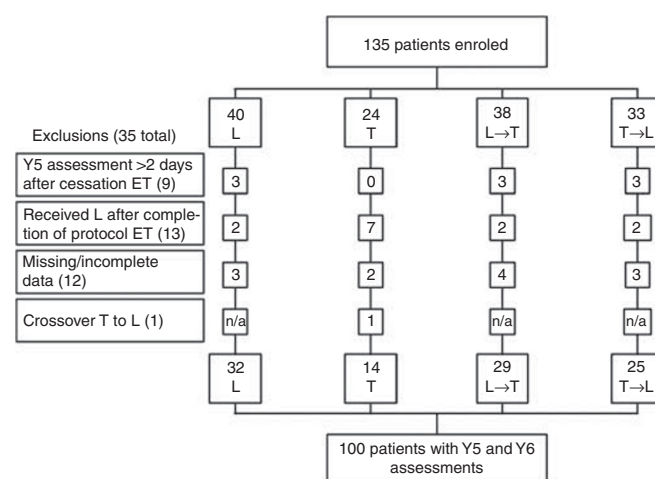 135 patients enroled
40 24 38 33
L T L→T T→L
Exclusions (35 total)
Y5 assessment >2 days
after cessation ET (9)
3 0 3 3
Received L after comple-
tion of protocol ET (13)
2 7 2 2
Missing/incomplete
data (12)
3 2 4 3
Crossover T to L (1)
n/a 1 n/a n/a
32 14 29 25
L T L→T T→L
100 patients with Y5 and Y6
assessments